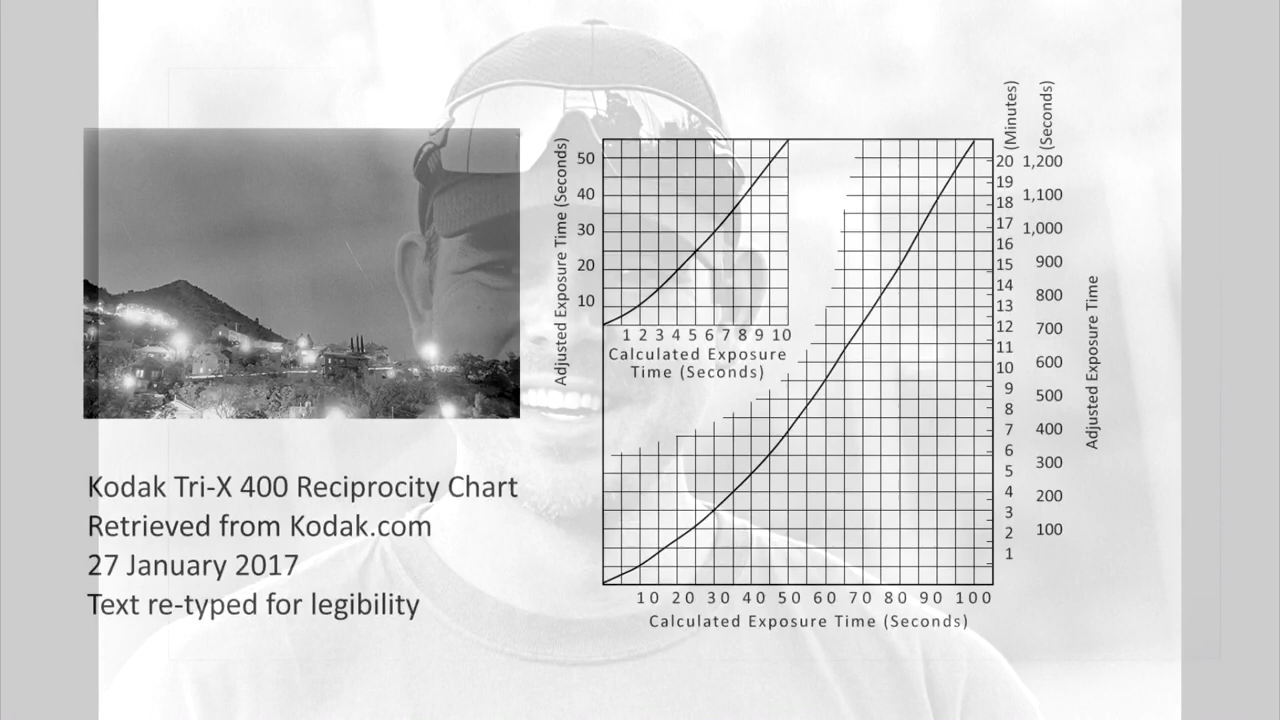 Kodak Tri-X 400 Reciprocity Chart
Retrieved from Kodak.com
27 January 2017
Text re-typed for legibility
Adjusted Exposure Time (Seconds)
50
40
30
20
10
1 2 3 4 5 6 7 8 9 10
Calculated Exposure
Time (Seconds)
(Minutes)
(Seconds)
20 1,200
19
18 1,100
17 1,000
16
15 900
14 800
13
12 700
11
10 600
9 500
8
7 400
6
5 300
4 200
3
2 100
1
Adjusted Exposure Time
10 20 30 40 50 60 70 80 90 100
Calculated Exposure Time (Seconds)